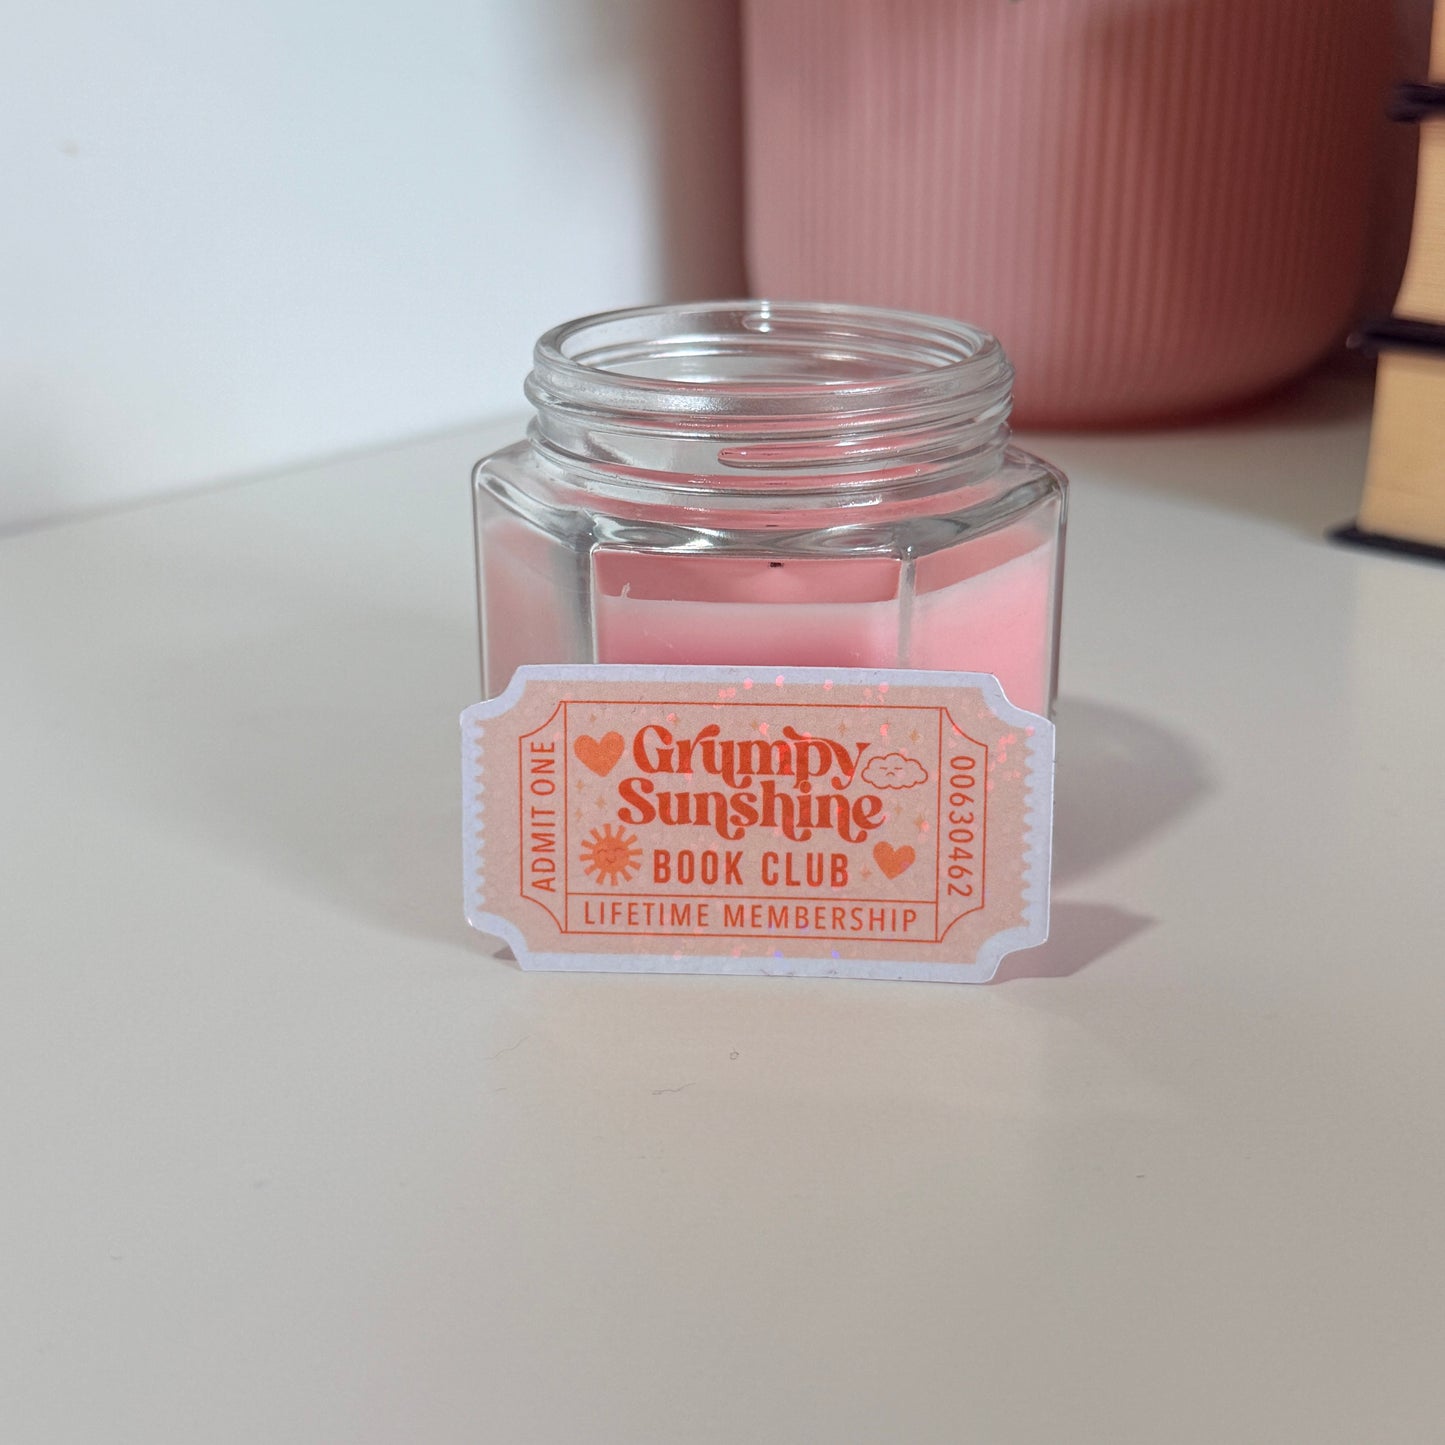 ADMIT ONE
Grumpy
Sunshine
BOOK CLUB
LIFETIME MEMBERSHIP
00630462